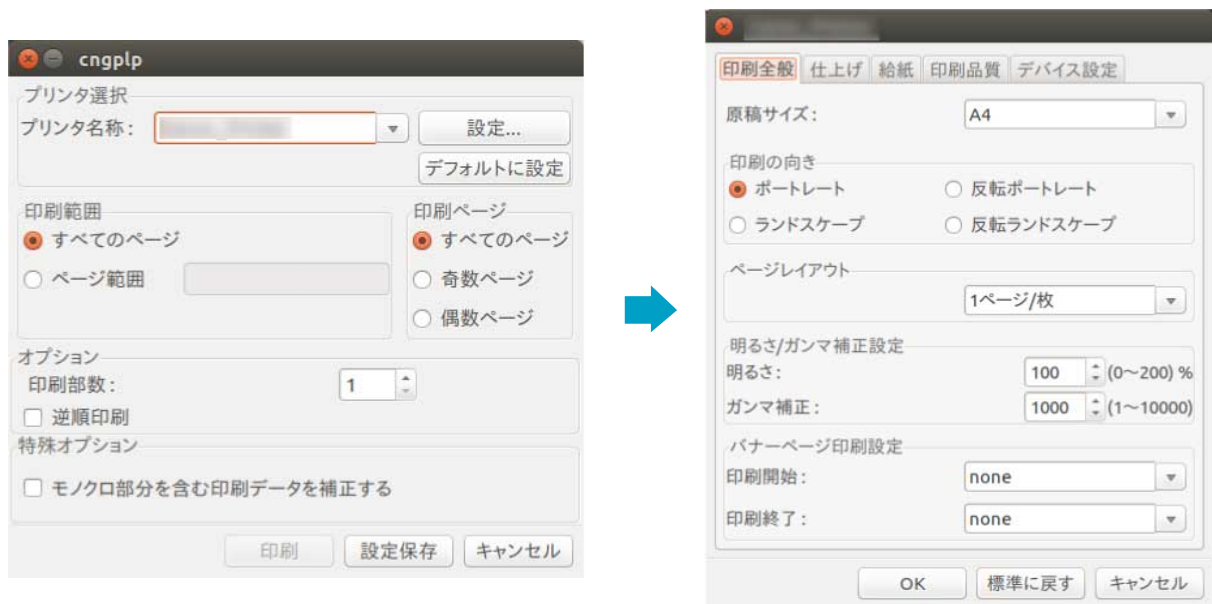 cngplp
プリンタ選択
プリンタ名称：
設定...
デフォルトに設定
印刷範囲
すべてのページ
ページ範囲
印刷ページ
すべてのページ
奇数ページ
偶数ページ
オプション
印刷部数：
1
逆順印刷
特殊オプション
モノクロ部分を含む印刷データを補正する
印刷 設定保存 キャンセル
印刷全般 仕上げ 給紙 印刷品質 デバイス設定
原稿サイズ： A4
印刷の向き
ポートレート 反転ポートレート
ランドスケープ 反転ランドスケープ
ページレイアウト
1ページ/枚
明るさ/ガンマ補正設定
明るさ： 100 (0～200) %
ガンマ補正： 1000 (1～10000)
バナーページ印刷設定
印刷開始： none
印刷終了： none
OK 標準に戻す キャンセル